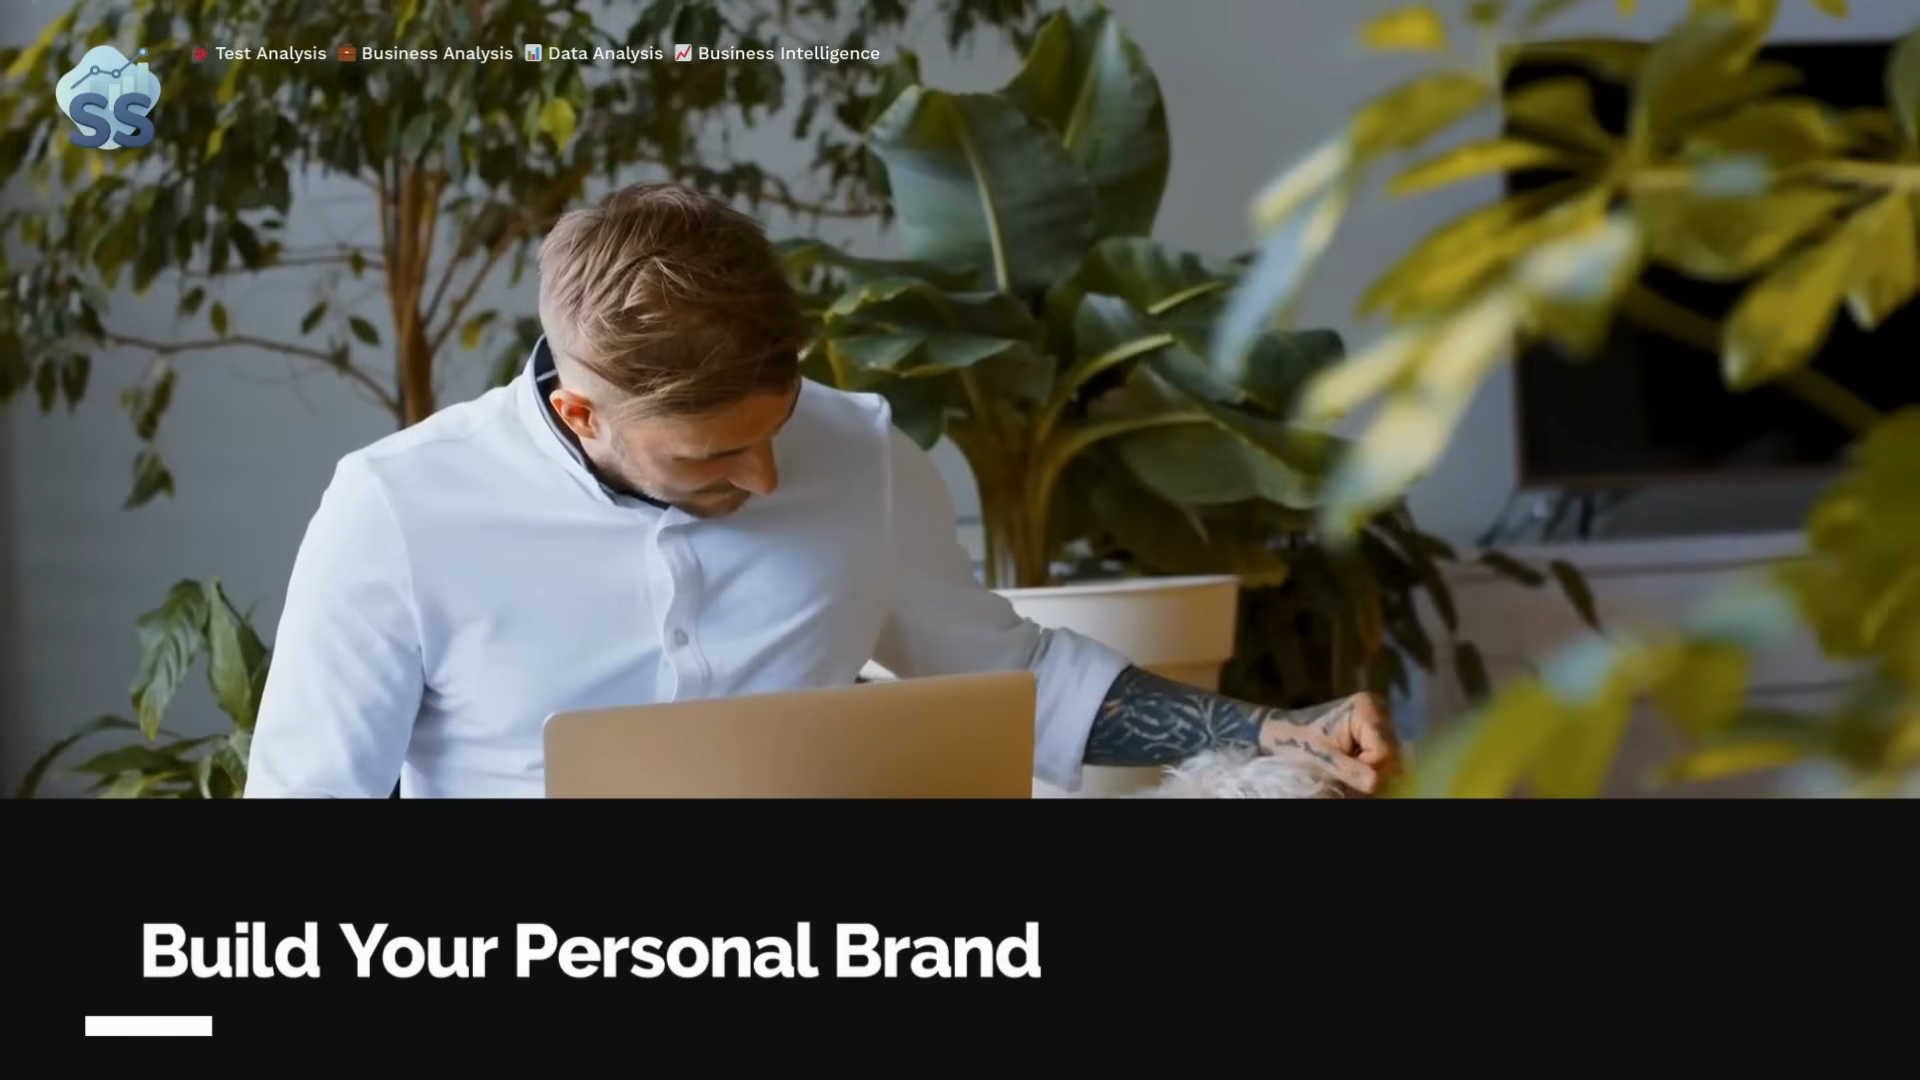 SS
Test Analysis Business Analysis Data Analysis Business Intelligence
Build Your Personal Brand